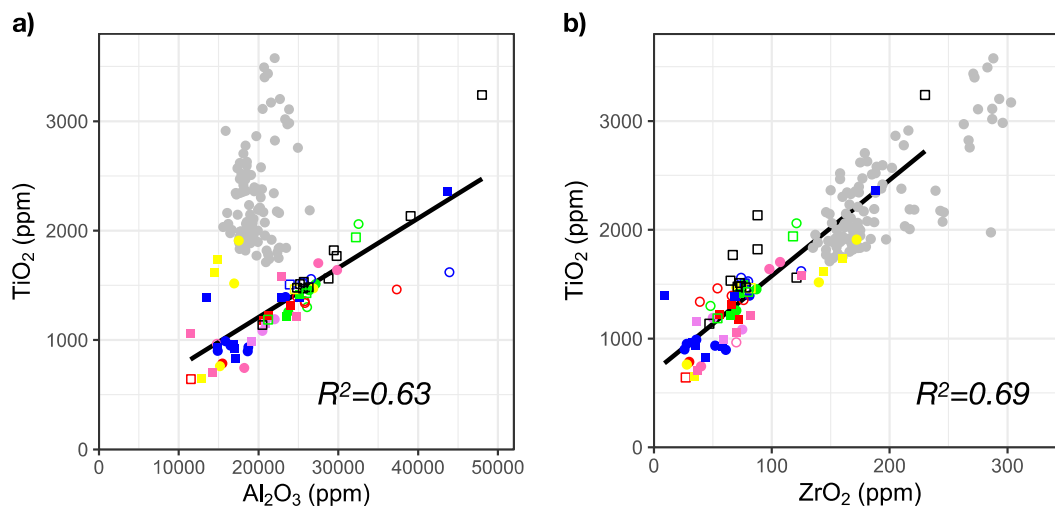 a)
TiO₂ (ppm)
3000
2000
1000
0
R²=0.63
0 10000 20000 30000 40000 50000
Al₂O₃ (ppm)
b)
TiO₂ (ppm)
3000
2000
1000
0
R²=0.69
0 100 200 300
ZrO₂ (ppm)